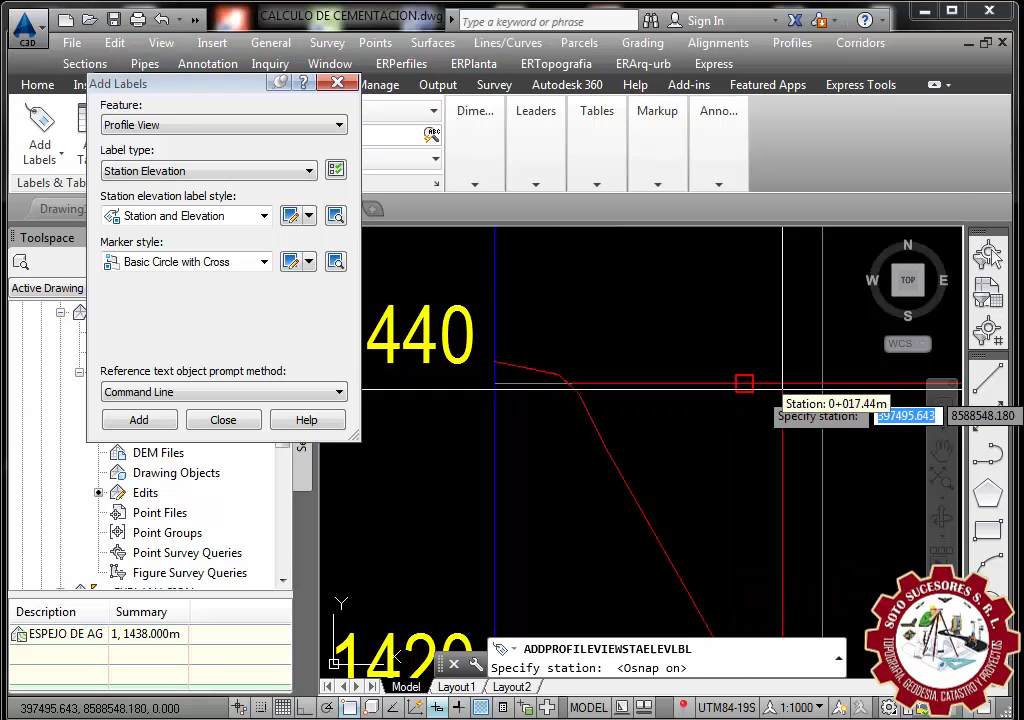 CALCULO DE CEMENTACION.dwg
Type a keyword or phrase
Sign In
C3D
File Edit View Insert General Survey Points Surfaces Lines/Curves Parcels Grading Alignments Profiles Corridors
Sections Pipes Annotation Inquiry Window ERPerfiles ERPlanta ERTopografia ERArq-urb Express
Home In Manage Output Survey Autodesk 360 Help Add-ins Featured Apps Express Tools
Add Labels
Feature:
Profile View
Label type:
Station Elevation
Station elevation label style:
Station and Elevation
Marker style:
Basic Circle with Cross
Reference text object prompt method:
Command Line
Add Close Help
Add
Labels
Labels & Tab
Dime... Leaders Tables Markup Anno...
ABC
Drawing
Toolspace
Active Drawing
DEM Files
Drawing Objects
Edits
Point Files
Point Groups
Point Survey Queries
Figure Survey Queries
Description Summary
ESPEJO DE AG 1, 1438.000m
440
1420
N
W TOP E
S
WCS
Station: 0+017.44m
Specify station: 397495.643 8588548.180
Y
X
ADDPROFILEVIEWSTAELEVLBL
Specify station: <Osnap on>
Model Layout1 Layout2
397495.643, 8588548.180, 0.000
MODEL
UTM84-19S
1:1000
SOTO SUCESORES S.R.L.
TOPOGRAFIA, GEODESIA, CATASTRO Y PROYECTOS